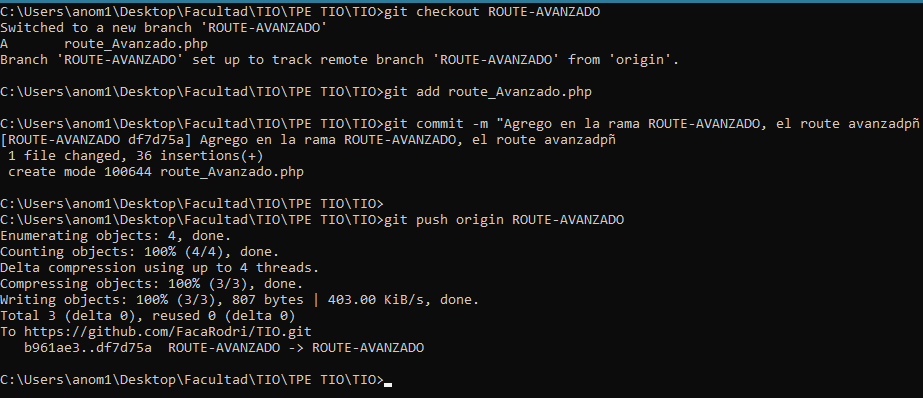 C:\Users\anom1\Desktop\Facultad\TIO\TPE TIO\TIO>git checkout ROUTE-AVANZADO
Switched to a new branch 'ROUTE-AVANZADO'
A       route_Avanzado.php
Branch 'ROUTE-AVANZADO' set up to track remote branch 'ROUTE-AVANZADO' from 'origin'.
C:\Users\anom1\Desktop\Facultad\TIO\TPE TIO\TIO>git add route_Avanzado.php
C:\Users\anom1\Desktop\Facultad\TIO\TPE TIO\TIO>git commit -m "Agrego en la rama ROUTE-AVANZADO, el route avanzadpñ
[ROUTE-AVANZADO df7d75a] Agrego en la rama ROUTE-AVANZADO, el route avanzadpñ
 1 file changed, 36 insertions(+)
 create mode 100644 route_Avanzado.php
C:\Users\anom1\Desktop\Facultad\TIO\TPE TIO\TIO>
C:\Users\anom1\Desktop\Facultad\TIO\TPE TIO\TIO>git push origin ROUTE-AVANZADO
Enumerating objects: 4, done.
Counting objects: 100% (4/4), done.
Delta compression using up to 4 threads.
Compressing objects: 100% (3/3), done.
Writing objects: 100% (3/3), 807 bytes | 403.00 KiB/s, done.
Total 3 (delta 0), reused 0 (delta 0)
To https://github.com/FacaRodri/TIO.git
   b961ae3..df7d75a  ROUTE-AVANZADO -> ROUTE-AVANZADO
C:\Users\anom1\Desktop\Facultad\TIO\TPE TIO\TIO>